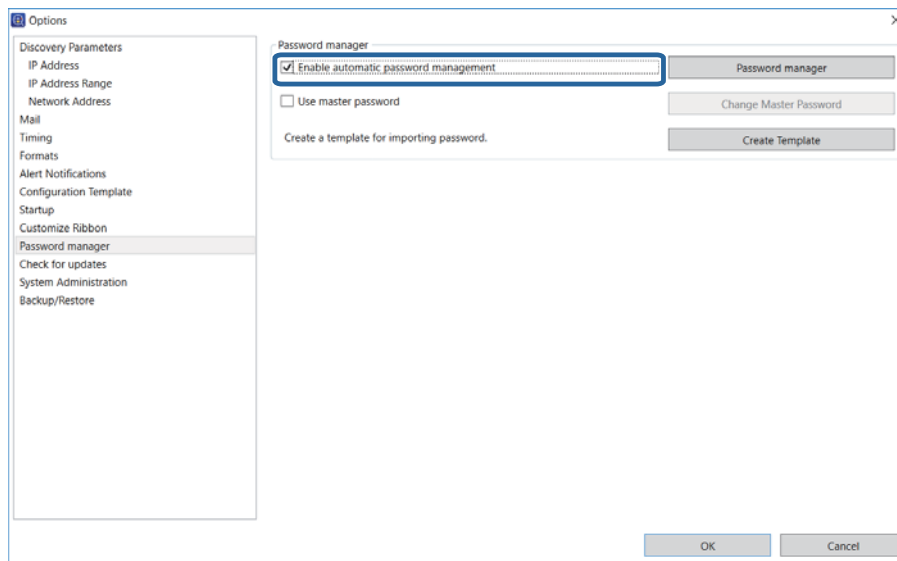 Options
Discovery Parameters
IP Address
IP Address Range
Network Address
Mail
Timing
Formats
Alert Notifications
Configuration Template
Startup
Customize Ribbon
Password manager
Check for updates
System Administration
Backup/Restore
Password manager
Enable automatic password management
Password manager
Use master password
Change Master Password
Create a template for importing password.
Create Template
OK
Cancel